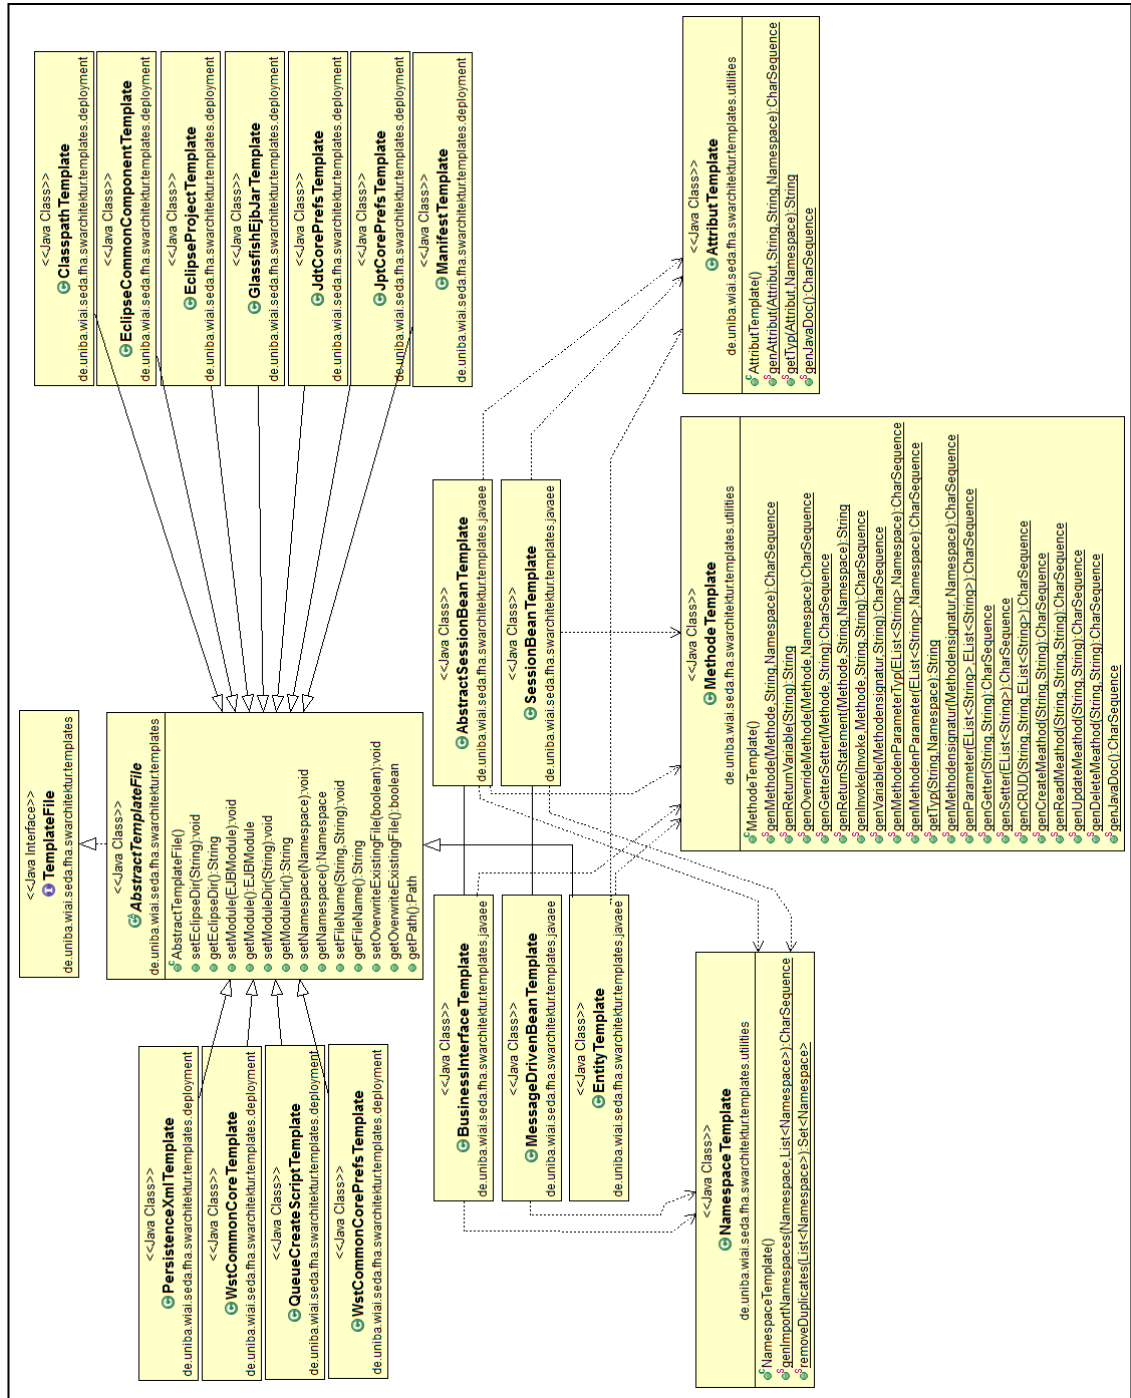 <<Java Interface>>
TemplateFile
de.uniba.wiai.seda.fha.swarchitektur.templates
<<Java Class>>
AbstractTemplateFile
de.uniba.wiai.seda.fha.swarchitektur.templates
AbstractTemplateFile()
setEclipseDir(String):void
getEclipseDir():String
setModule(EJBModule):void
getModule():EJBModule
setModuleDir(String):void
getModuleDir():String
setNamespace(Namespace):void
getNamespace():Namespace
setFileName(String,String):void
getFileName():String
setOverwriteExistingFile(boolean):void
getOverwriteExistingFile():boolean
getPath():Path
<<Java Class>>
PersistenceXmlTemplate
de.uniba.wiai.seda.fha.swarchitektur.templates.deployment
<<Java Class>>
WstCommonCoreTemplate
de.uniba.wiai.seda.fha.swarchitektur.templates.deployment
<<Java Class>>
QueueCreateScriptTemplate
de.uniba.wiai.seda.fha.swarchitektur.templates.deployment
<<Java Class>>
WstCommonCorePrefsTemplate
de.uniba.wiai.seda.fha.swarchitektur.templates.deployment
<<Java Class>>
ClasspathTemplate
de.uniba.wiai.seda.fha.swarchitektur.templates.deployment
<<Java Class>>
EclipseCommonComponentTemplate
de.uniba.wiai.seda.fha.swarchitektur.templates.deployment
<<Java Class>>
EclipseProjectTemplate
de.uniba.wiai.seda.fha.swarchitektur.templates.deployment
<<Java Class>>
GlassfishEjbJarTemplate
de.uniba.wiai.seda.fha.swarchitektur.templates.deployment
<<Java Class>>
JdtCorePrefsTemplate
de.uniba.wiai.seda.fha.swarchitektur.templates.deployment
<<Java Class>>
JptCorePrefsTemplate
de.uniba.wiai.seda.fha.swarchitektur.templates.deployment
<<Java Class>>
ManifestTemplate
de.uniba.wiai.seda.fha.swarchitektur.templates.deployment
<<Java Class>>
BusinessInterfaceTemplate
de.uniba.wiai.seda.fha.swarchitektur.templates.javaee
<<Java Class>>
MessageDrivenBeanTemplate
de.uniba.wiai.seda.fha.swarchitektur.templates.javaee
<<Java Class>>
EntityTemplate
de.uniba.wiai.seda.fha.swarchitektur.templates.javaee
<<Java Class>>
AbstractSessionBeanTemplate
de.uniba.wiai.seda.fha.swarchitektur.templates.javaee
<<Java Class>>
SessionBeanTemplate
de.uniba.wiai.seda.fha.swarchitektur.templates.javaee
<<Java Class>>
NamespaceTemplate
de.uniba.wiai.seda.fha.swarchitektur.templates.utilities
NamespaceTemplate()
genImportNamespaces(Namespace,List<Namespace>):CharSequence
removeDuplicates(List<Namespace>):Set<Namespace>
<<Java Class>>
MethodeTemplate
de.uniba.wiai.seda.fha.swarchitektur.templates.utilities
MethodeTemplate()
genMethode(Methode,String,Namespace):CharSequence
genReturnVariable(String):String
genOverrideMethode(Methode,Namespace):CharSequence
genGetterSetter(Methode,String):CharSequence
genReturnStatement(Methode,String,Namespace):String
genInvoke(Invoke,Methode,String,String):CharSequence
genVariable(Methodensignatur,String):CharSequence
genMethodenParameterTyp(EList<String>,Namespace):CharSequence
genMethodenParameter(EList<String>,Namespace):CharSequence
getTyp(String,Namespace):String
genMethodensignatur(Methodensignatur,Namespace):CharSequence
genParameter(EList<String>,EList<String>):CharSequence
genGetter(String,String):CharSequence
genSetter(EList<String>):CharSequence
genCRUD(String,String,EList<String>):CharSequence
genCreateMeathod(String,String):CharSequence
genReadMeathod(String,String,String):CharSequence
genUpdateMeathod(String,String):CharSequence
genDeleteMeathod(String,String):CharSequence
genJavaDoc():CharSequence
<<Java Class>>
AttributTemplate
de.uniba.wiai.seda.fha.swarchitektur.templates.utilities
AttributTemplate()
genAttribut(Attribut,String,String,Namespace):CharSequence
getTyp(Attribut,Namespace):String
genJavaDoc():CharSequence